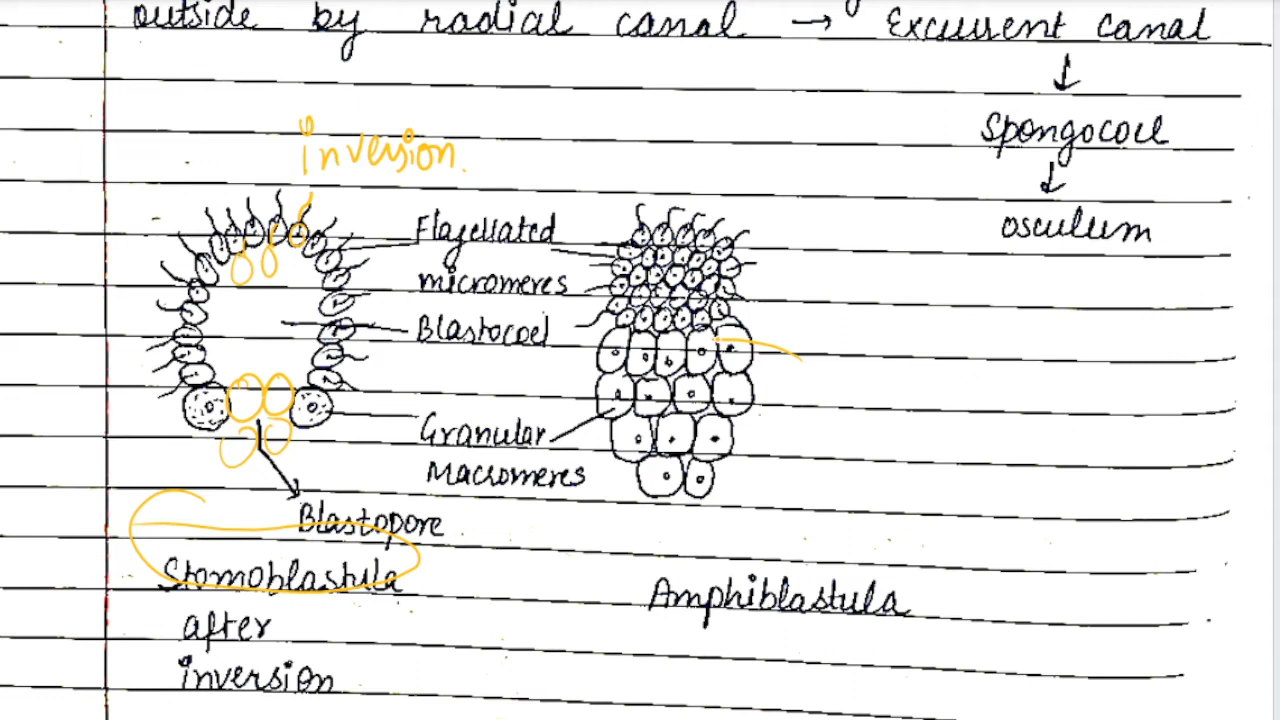 outside by radial canal → Excurrent canal
↓
Spongocoel
↓
osculum
inversion.
Flagellated
micromeres
Blastocoel
Granular
Macromeres
Blastopore
Stomoblastula
after
inversion
Amphiblastula